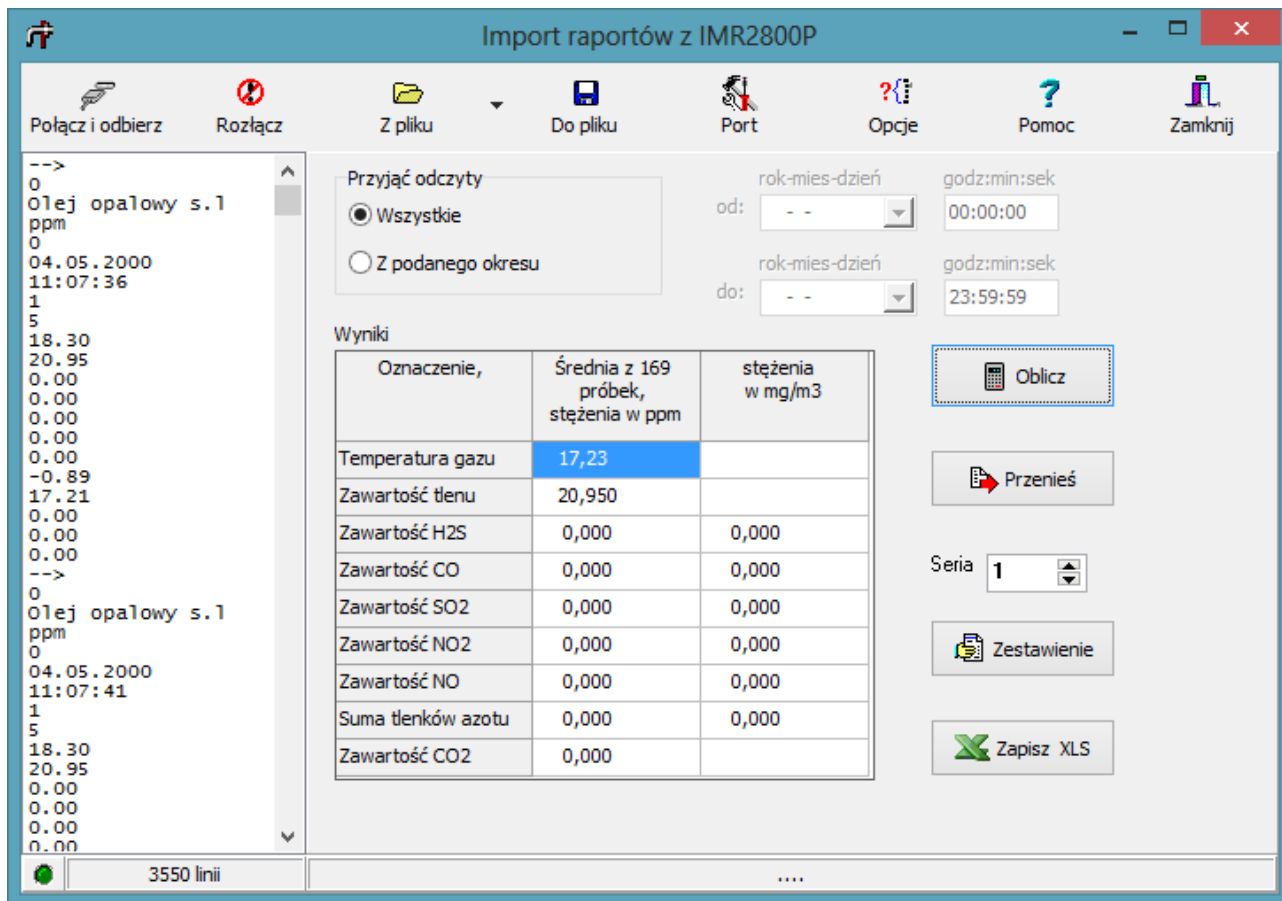 Import raportów z IMR2800P
Połącz i odbierz Rozłącz Z pliku Do pliku Port Opcje Pomoc Zamknij
-->
0
Olej opalowy s.l
ppm
0
04.05.2000
11:07:36
1
5
18.30
20.95
0.00
0.00
0.00
0.00
0.00
-0.89
17.21
0.00
0.00
0.00
-->
0
Olej opalowy s.l
ppm
0
04.05.2000
11:07:41
1
5
18.30
20.95
0.00
0.00
0.00
0.00
Przyjąć odczyty
Wszystkie
Z podanego okresu
rok-mies-dzień godz:min:sek
od: - - 00:00:00
rok-mies-dzień godz:min:sek
do: - - 23:59:59
Wyniki
Oznaczenie, Średnia z 169 stężenia
próbek, w mg/m3
stężenia w ppm
Temperatura gazu 17,23
Zawartość tlenu 20,950
Zawartość H2S 0,000 0,000
Zawartość CO 0,000 0,000
Zawartość SO2 0,000 0,000
Zawartość NO2 0,000 0,000
Zawartość NO 0,000 0,000
Suma tlenków azotu 0,000 0,000
Zawartość CO2 0,000
Oblicz
Przenieś
Seria 1
Zestawienie
Zapisz XLS
3550 linii ....